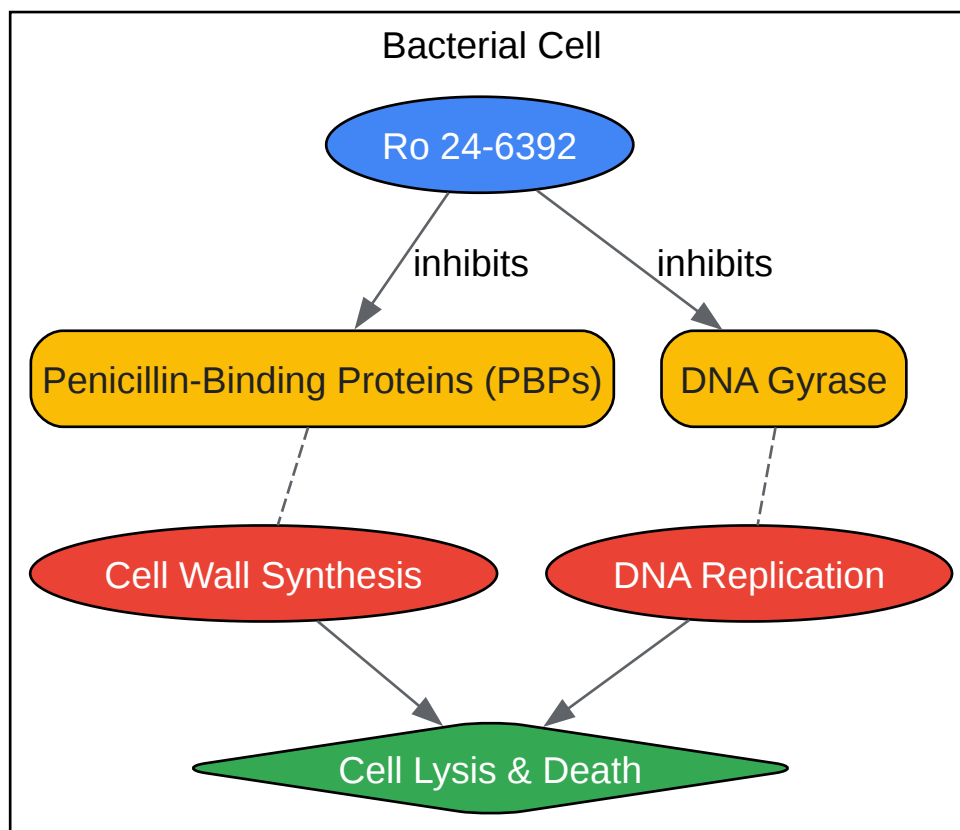 Bacterial Cell
Ro 24-6392
inhibits
inhibits
Penicillin-Binding Proteins (PBPs)
DNA Gyrase
Cell Wall Synthesis
DNA Replication
Cell Lysis & Death